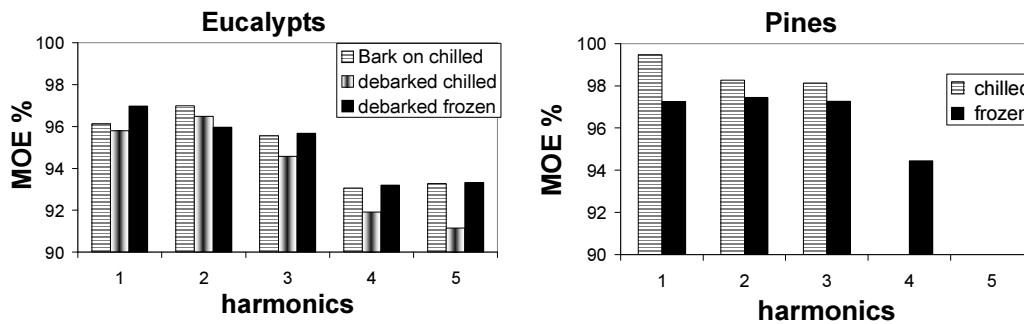 Eucalypts
100
98
96
94
92
90
MOE %
Bark on chilled
debarked chilled
debarked frozen
1 2 3 4 5
harmonics
Pines
100
98
96
94
92
90
MOE %
chilled
frozen
1 2 3 4 5
harmonics